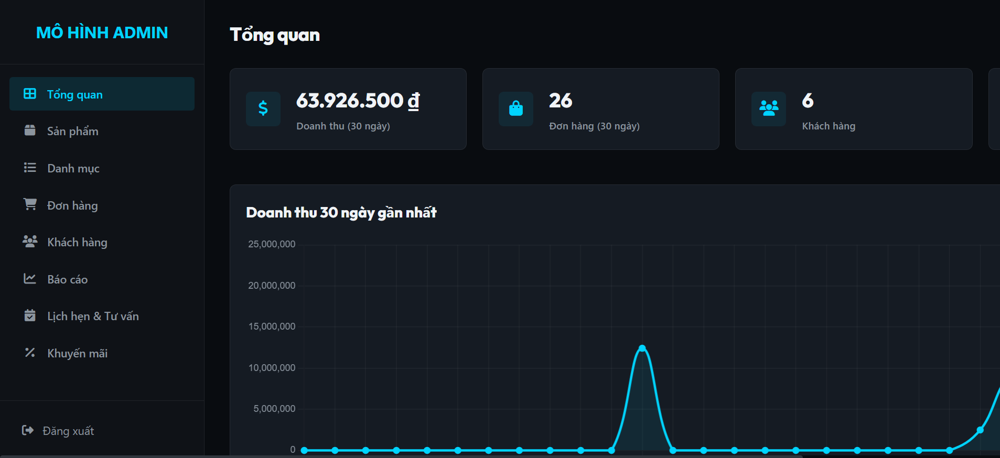 MÔ HÌNH ADMIN
Tổng quan
Sản phẩm
Danh mục
Đơn hàng
Khách hàng
Báo cáo
Lịch hẹn & Tư vấn
Khuyến mãi
Đăng xuất
Tổng quan
63.926.500 ₫
Doanh thu (30 ngày)
26
Đơn hàng (30 ngày)
6
Khách hàng
Doanh thu 30 ngày gần nhất
25,000,000
20,000,000
15,000,000
10,000,000
5,000,000
0